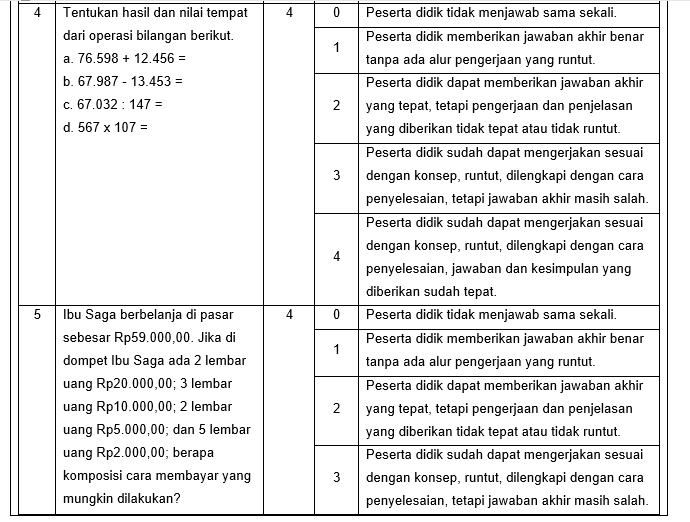 4 Tentukan hasil dan nilai tempat 4 0 Peserta didik tidak menjawab sama sekali.
dari operasi bilangan berikut.
a. 76.598 + 12.456 =
b. 67.987 - 13.453 =
c. 67.032 : 147 =
d. 567 x 107 =
1 Peserta didik memberikan jawaban akhir benar
tanpa ada alur pengerjaan yang runtut.
2 Peserta didik dapat memberikan jawaban akhir
yang tepat, tetapi pengerjaan dan penjelasan
yang diberikan tidak tepat atau tidak runtut.
3 Peserta didik sudah dapat mengerjakan sesuai
dengan konsep, runtut, dilengkapi dengan cara
penyelesaian, tetapi jawaban akhir masih salah.
4 Peserta didik sudah dapat mengerjakan sesuai
dengan konsep, runtut, dilengkapi dengan cara
penyelesaian, jawaban dan kesimpulan yang
diberikan sudah tepat.
5 Ibu Saga berbelanja di pasar 4 0 Peserta didik tidak menjawab sama sekali.
sebesar Rp59.000,00. Jika di
dompet Ibu Saga ada 2 lembar
uang Rp20.000,00; 3 lembar
uang Rp10.000,00; 2 lembar
uang Rp5.000,00; dan 5 lembar
uang Rp2.000,00; berapa
komposisi cara membayar yang
mungkin dilakukan?
1 Peserta didik memberikan jawaban akhir benar
tanpa ada alur pengerjaan yang runtut.
2 Peserta didik dapat memberikan jawaban akhir
yang tepat, tetapi pengerjaan dan penjelasan
yang diberikan tidak tepat atau tidak runtut.
3 Peserta didik sudah dapat mengerjakan sesuai
dengan konsep, runtut, dilengkapi dengan cara
penyelesaian, tetapi jawaban akhir masih salah.